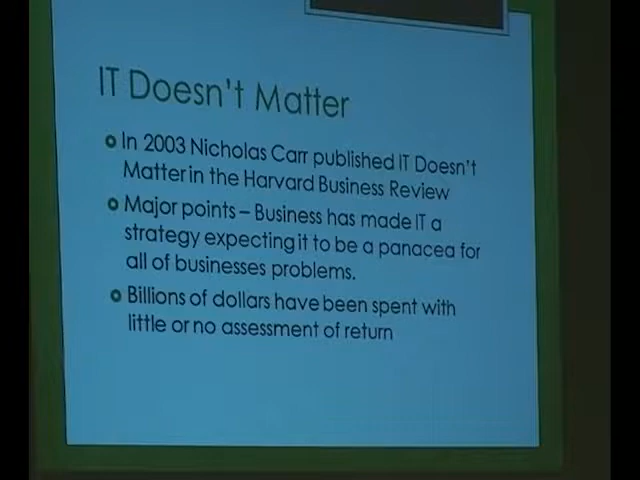 IT Doesn't Matter
In 2003 Nicholas Carr published IT Doesn't
Matter in the Harvard Business Review
Major points – Business has made IT a
strategy expecting it to be a panacea for
all of businesses problems.
Billions of dollars have been spent with
little or no assessment of return